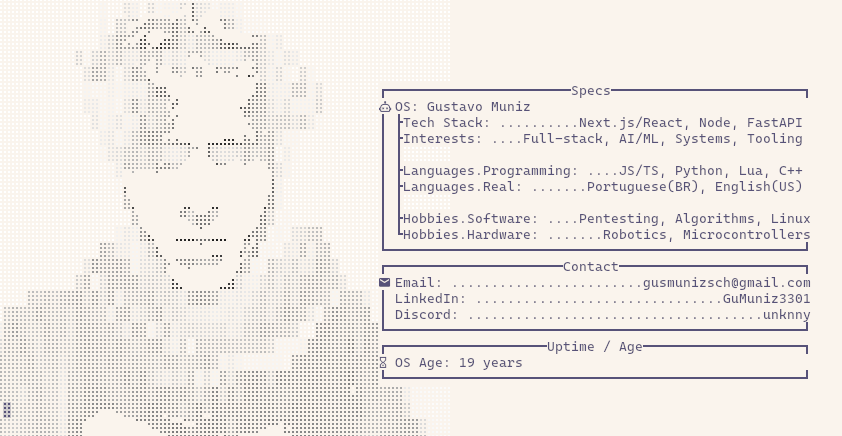 Specs
OS: Gustavo Muniz
Tech Stack: ..........Next.js/React, Node, FastAPI
Interests: ....Full-stack, AI/ML, Systems, Tooling
Languages.Programming: ....JS/TS, Python, Lua, C++
Languages.Real: .......Portuguese(BR), English(US)
Hobbies.Software: ....Pentesting, Algorithms, Linux
Hobbies.Hardware: .......Robotics, Microcontrollers
Contact
Email: ........................gusmunizsch@gmail.com
LinkedIn: ...............................GuMuniz3301
Discord: .....................................unknny
Uptime / Age
OS Age: 19 years